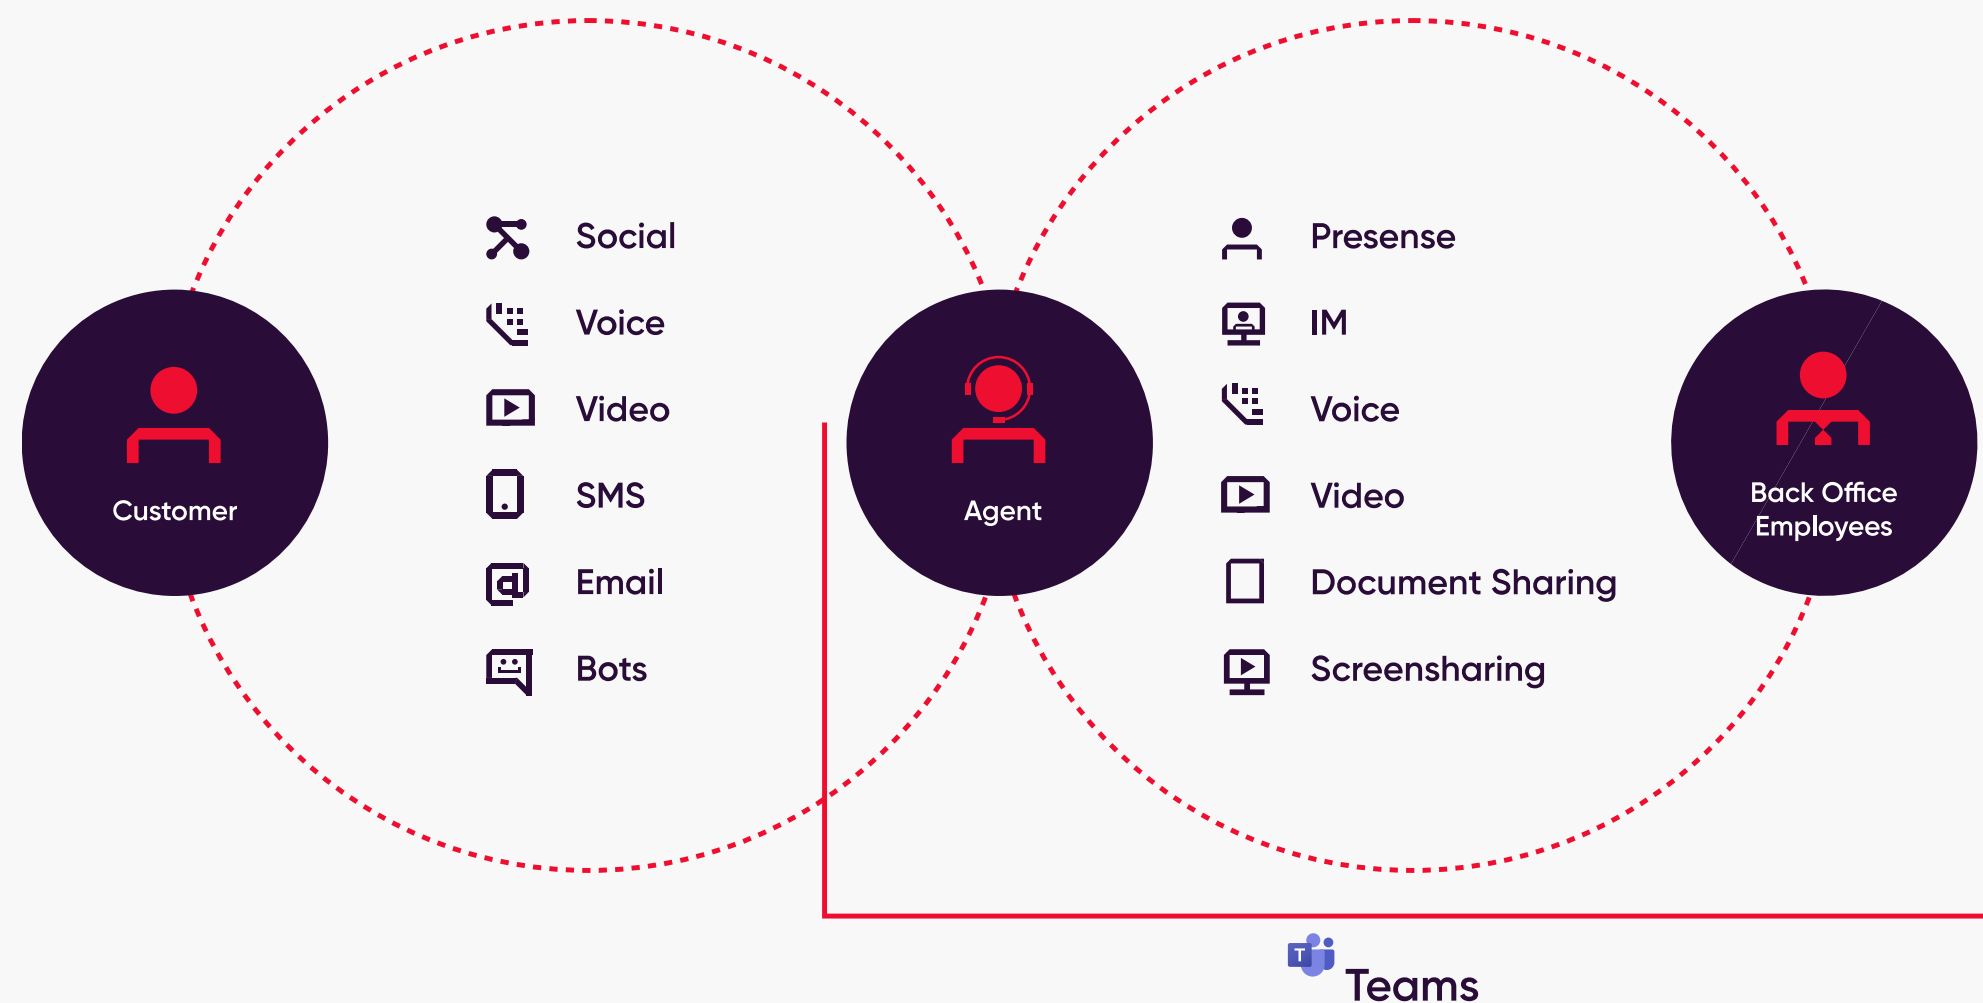 Customer
Social
Voice
Video
SMS
Email
Bots
Agent
Presense
IM
Voice
Video
Document Sharing
Screensharing
Back Office
Employees
T
Teams